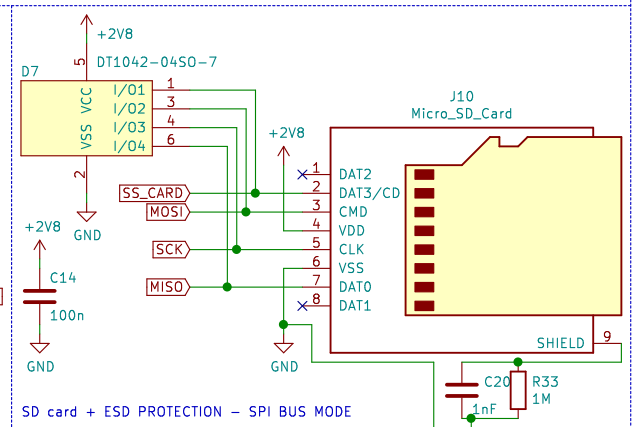 +2V8
DT1042-04SO-7
D7
5
VCC
VSS
2
I/O1 1
I/O2 3
I/O3 4
I/O4 6
GND
+2V8
J10
Micro_SD_Card
1 DAT2
SS_CARD 2 DAT3/CD
MOSI 3 CMD
4 VDD
SCK 5 CLK
6 VSS
MISO 7 DAT0
8 DAT1
SHIELD 9
GND
+2V8
C14
100n
GND
C20
1nF
R33
1M
SD card + ESD PROTECTION – SPI BUS MODE